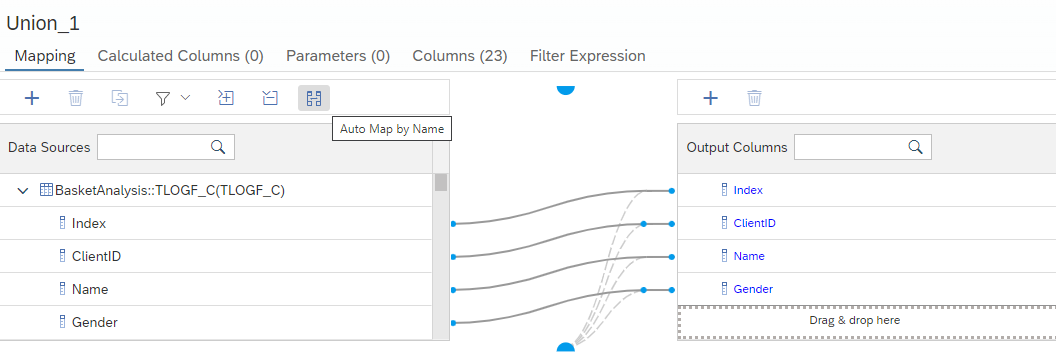 Union_1
Mapping Calculated Columns (0) Parameters (0) Columns (23) Filter Expression
Auto Map by Name
Data Sources
Output Columns
BasketAnalysis::TLOGF_C(TLOGF_C)
Index
ClientID
Name
Gender
Index
ClientID
Name
Gender
Drag & drop here